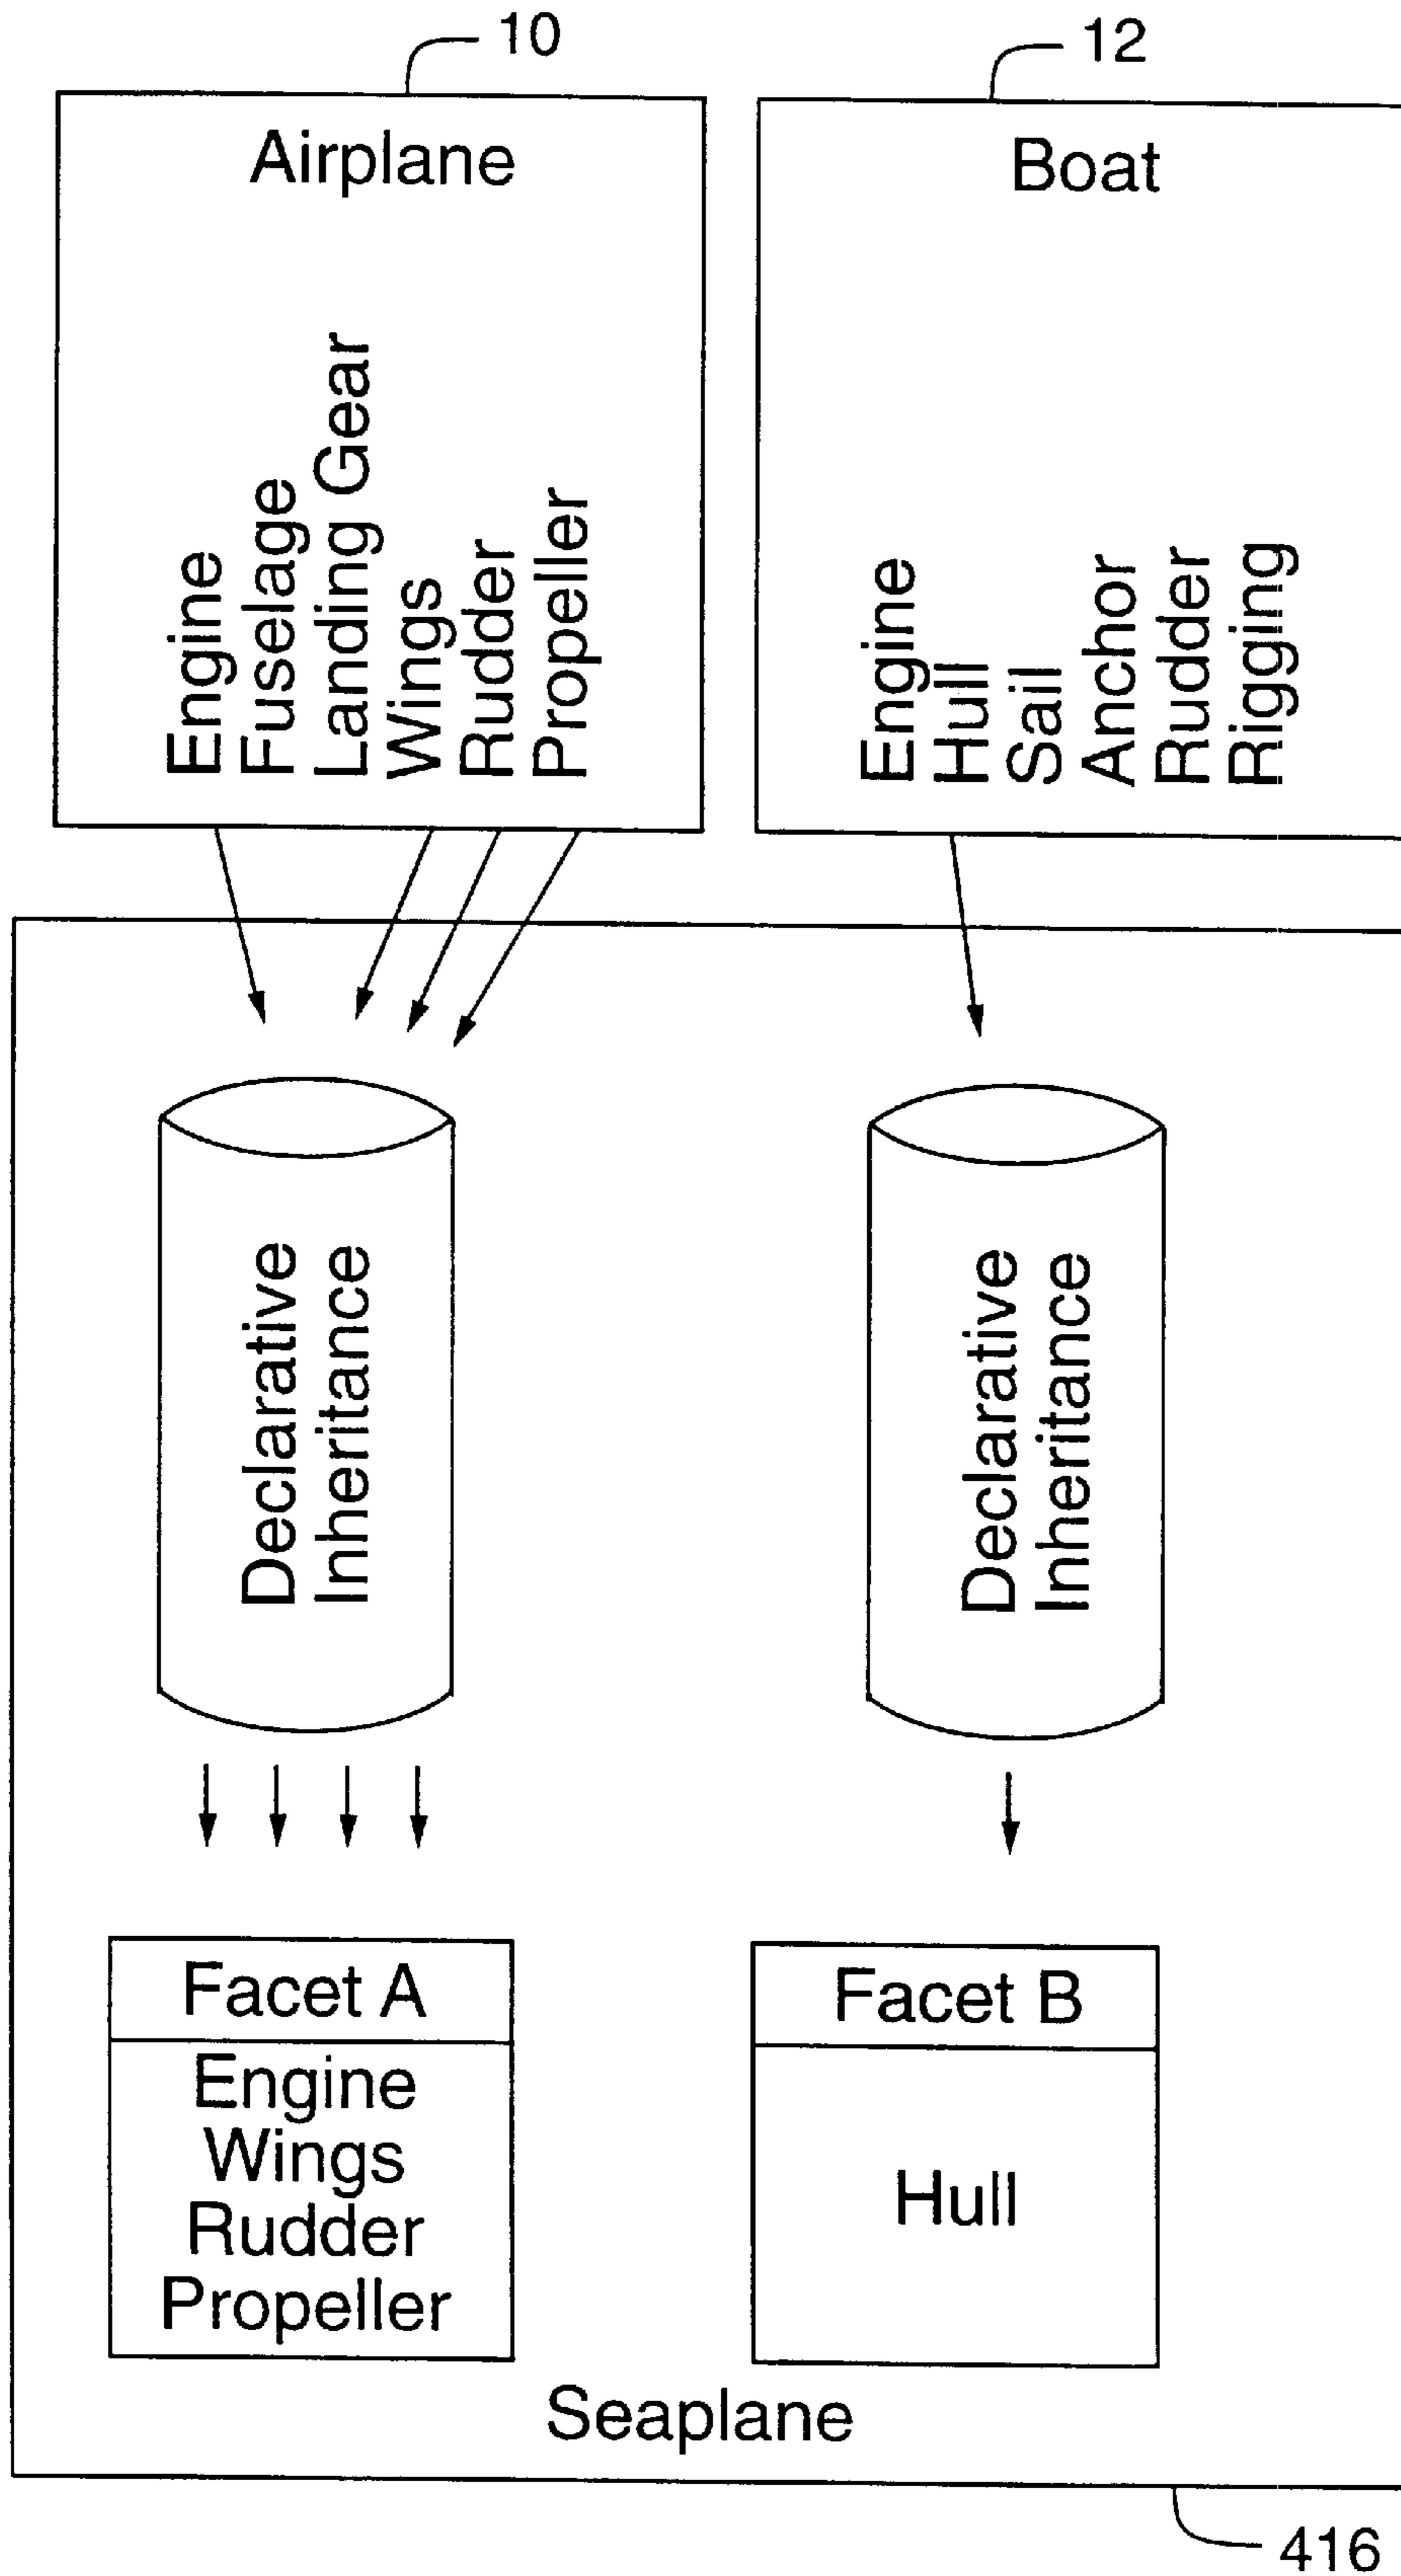 10
Airplane
Engine
Fuselage
Landing Gear
Wings
Rudder
Propeller
12
Boat
Engine
Hull
Sail
Anchor
Rudder
Rigging
Declarative
Inheritance
Declarative
Inheritance
Facet A
Engine
Wings
Rudder
Propeller
Facet B
Hull
Seaplane
416